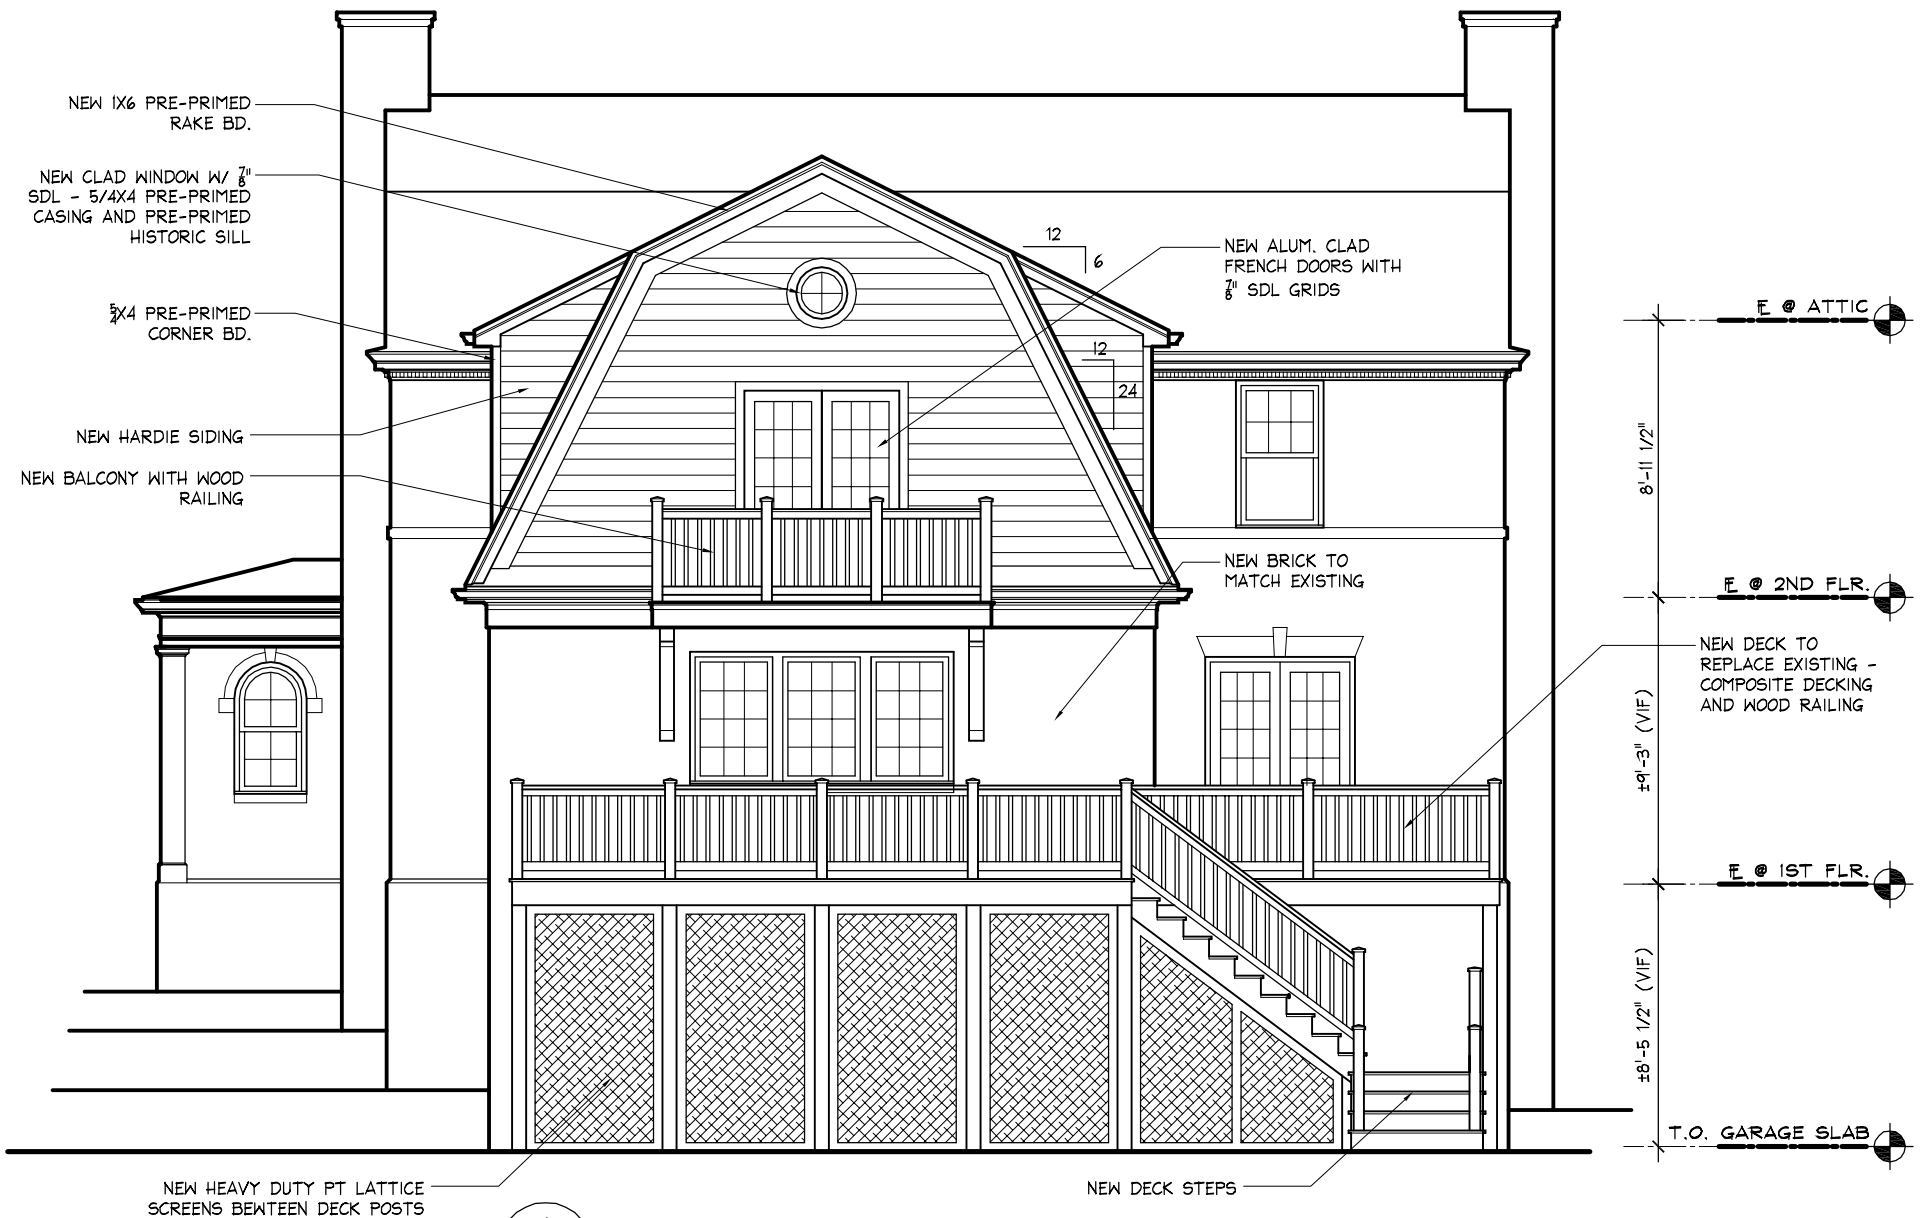 NEW 1X6 PRE-PRIMED
RAKE BD.
NEW CLAD WINDOW W/ 7/8"
SDL - 5/4X4 PRE-PRIMED
CASING AND PRE-PRIMED
HISTORIC SILL
5/4X4 PRE-PRIMED
CORNER BD.
NEW HARDIE SIDING
NEW BALCONY WITH WOOD
RAILING
12
6
NEW ALUM. CLAD
FRENCH DOORS WITH
7/8" SDL GRIDS
12
24
NEW BRICK TO
MATCH EXISTING
NEW DECK TO
REPLACE EXISTING -
COMPOSITE DECKING
AND WOOD RAILING
@ ATTIC
8'-11 1/2"
@ 2ND FLR.
±9'-3" (VIF)
@ 1ST FLR.
±8'-5 1/2" (VIF)
T.O. GARAGE SLAB
NEW HEAVY DUTY PT LATTICE
SCREENS BEWTEEN DECK POSTS
NEW DECK STEPS